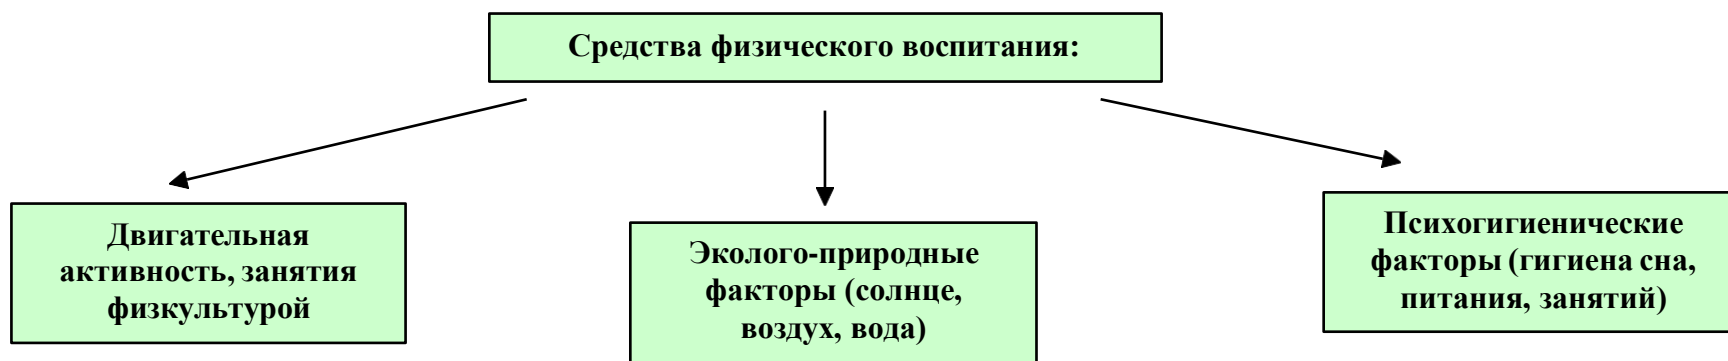 Средства физического воспитания:
Двигательная
активность, занятия
физкультурой
Эколого-природные
факторы (солнце,
воздух, вода)
Психогигиенические
факторы (гигиена сна,
питания, занятий)